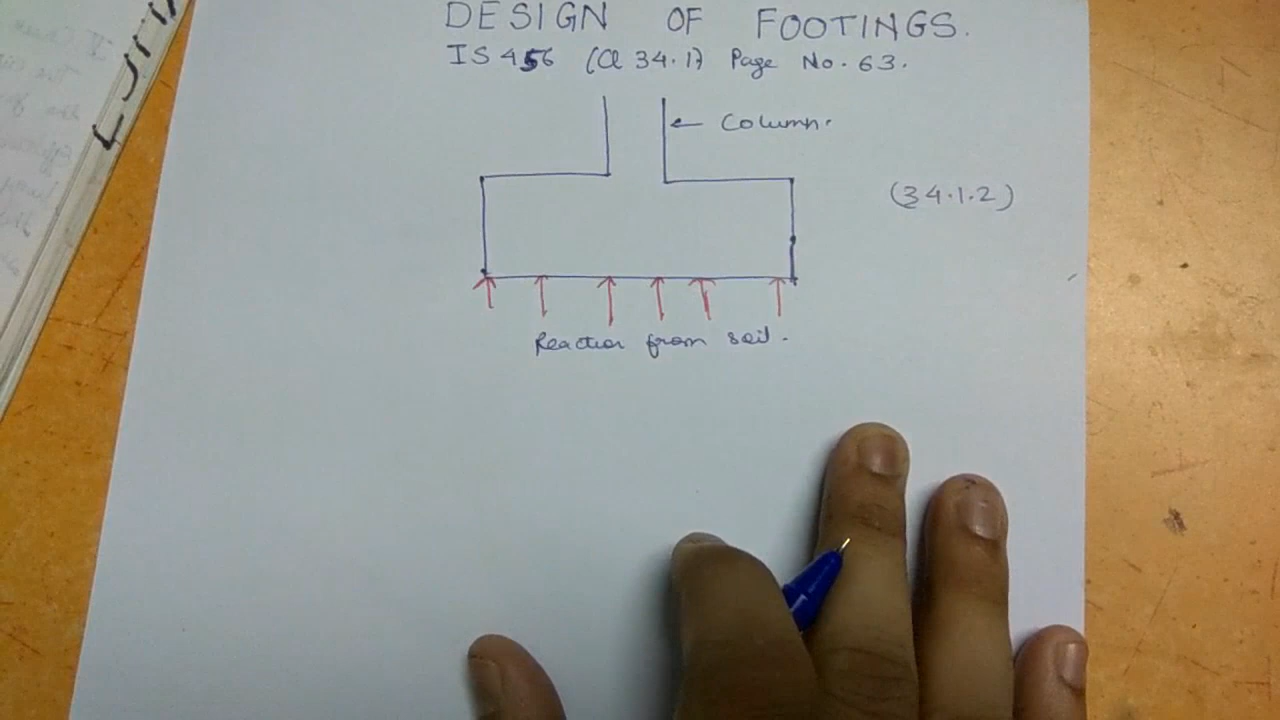 DESIGN OF FOOTINGS.
IS 456 (Cl 34.1) Page No. 63.
← Column.
(34.1.2)
Reaction from soil.